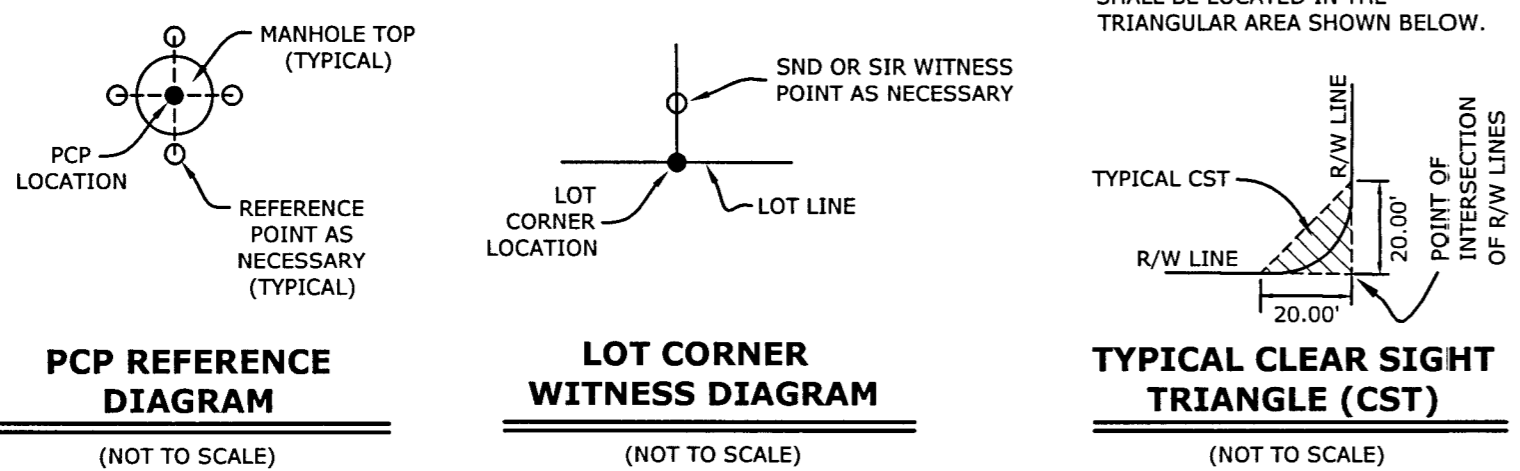 MANHOLE TOP
(TYPICAL)
PCP
LOCATION
REFERENCE
POINT AS
NECESSARY
(TYPICAL)
PCP REFERENCE
DIAGRAM
(NOT TO SCALE)
SND OR SIR WITNESS
POINT AS NECESSARY
LOT
CORNER
LOCATION
LOT LINE
LOT CORNER
WITNESS DIAGRAM
(NOT TO SCALE)
SHALL BE LOCATED IN THE
TRIANGULAR AREA SHOWN BELOW.
TYPICAL CST
R/W LINE
R/W LINE
20.00'
20.00'
POINT OF
INTERSECTION
OF R/W LINES
TYPICAL CLEAR SIGHT
TRIANGLE (CST)
(NOT TO SCALE)